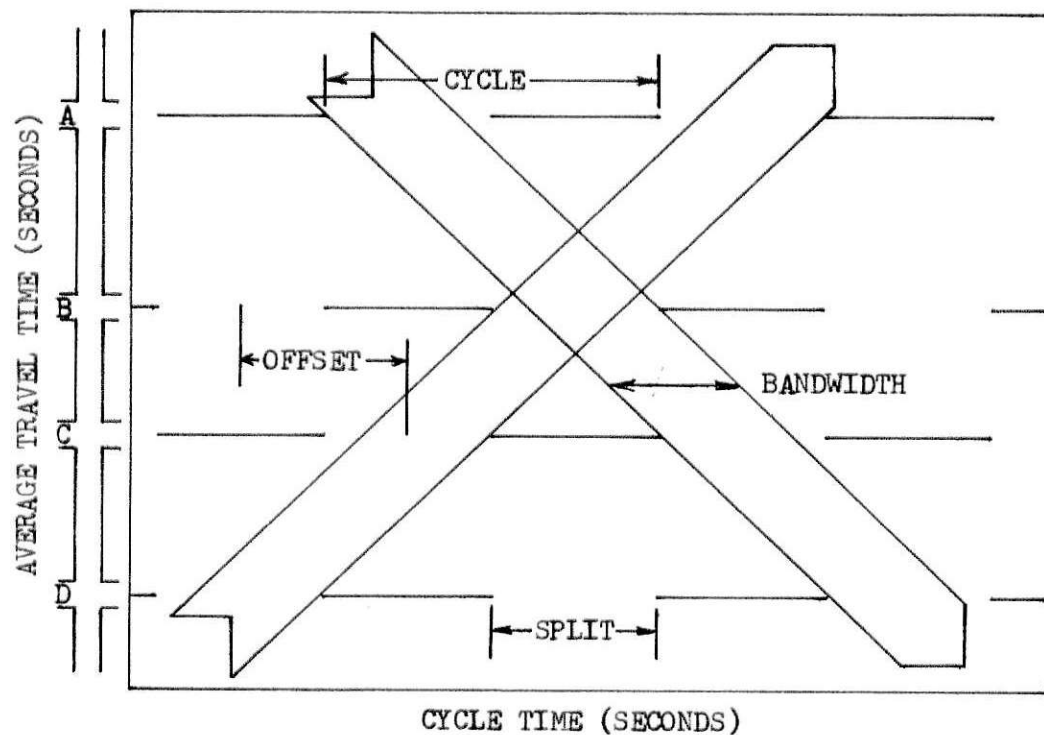 CYCLE
A
B
OFFSET
BANDWIDTH
C
D
SPLIT
AVERAGE TRAVEL TIME (SECONDS)
CYCLE TIME (SECONDS)